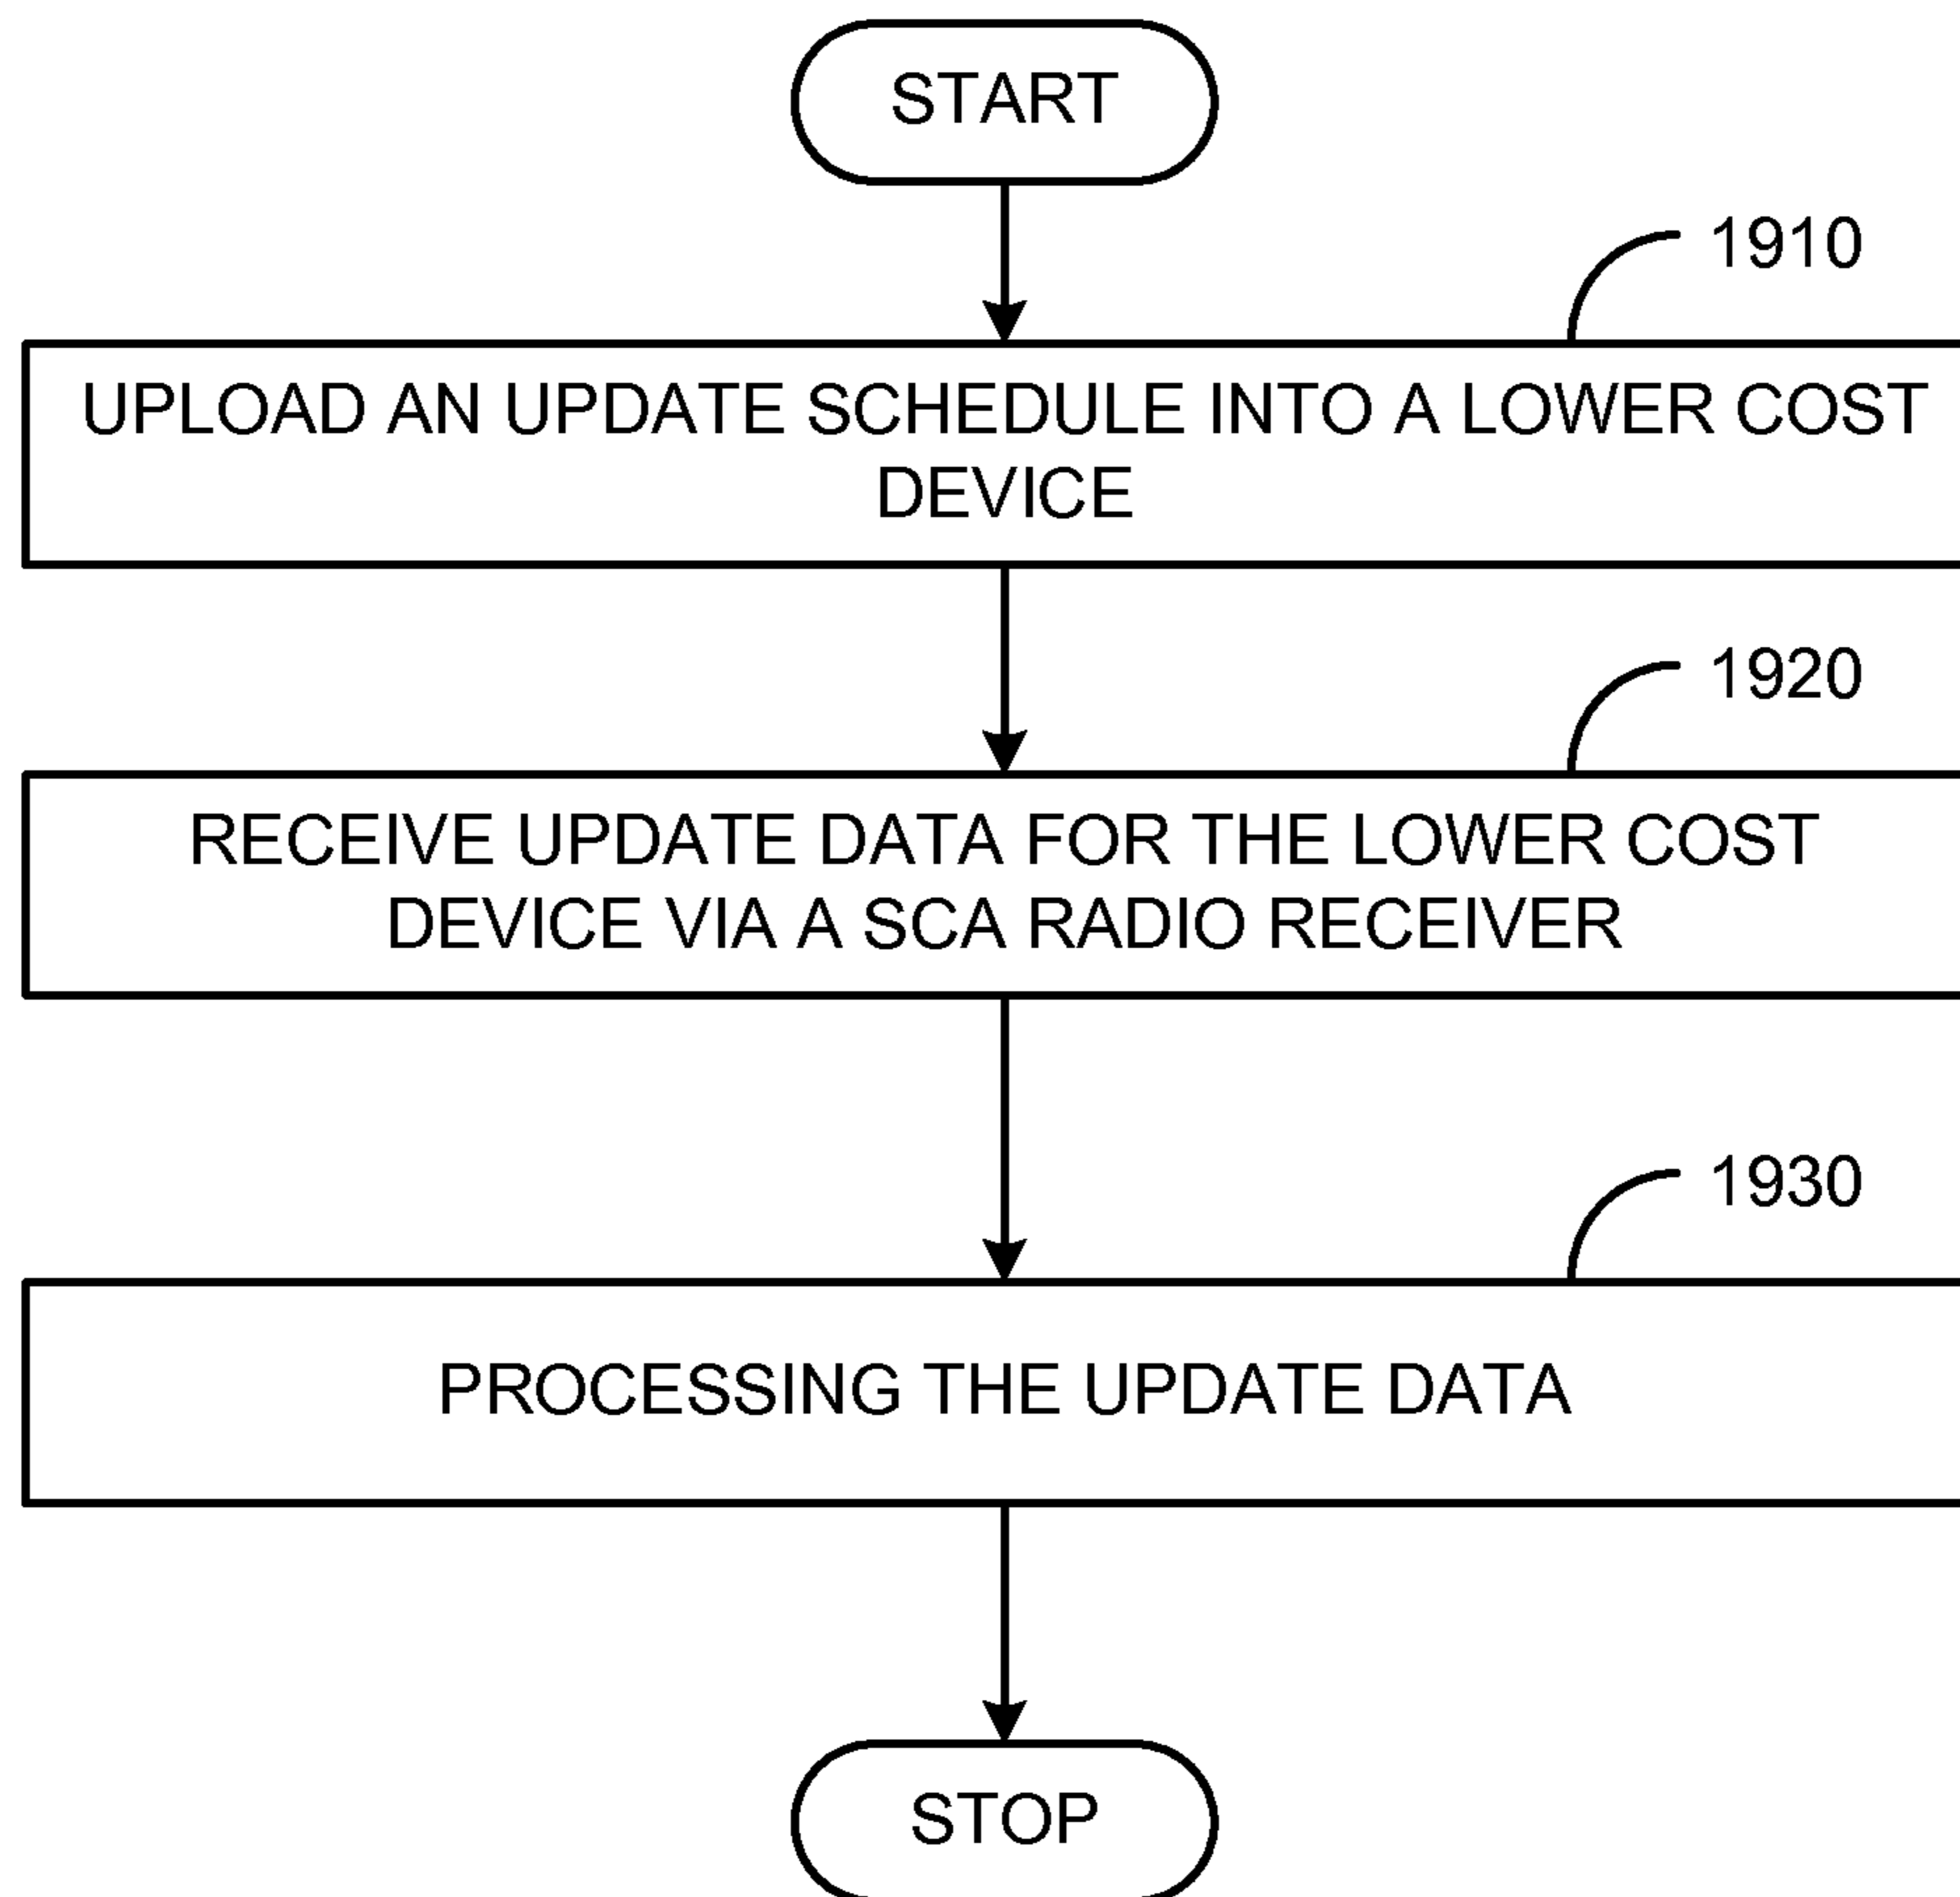 START
1910
UPLOAD AN UPDATE SCHEDULE INTO A LOWER COST
DEVICE
1920
RECEIVE UPDATE DATA FOR THE LOWER COST
DEVICE VIA A SCA RADIO RECEIVER
1930
PROCESSING THE UPDATE DATA
STOP